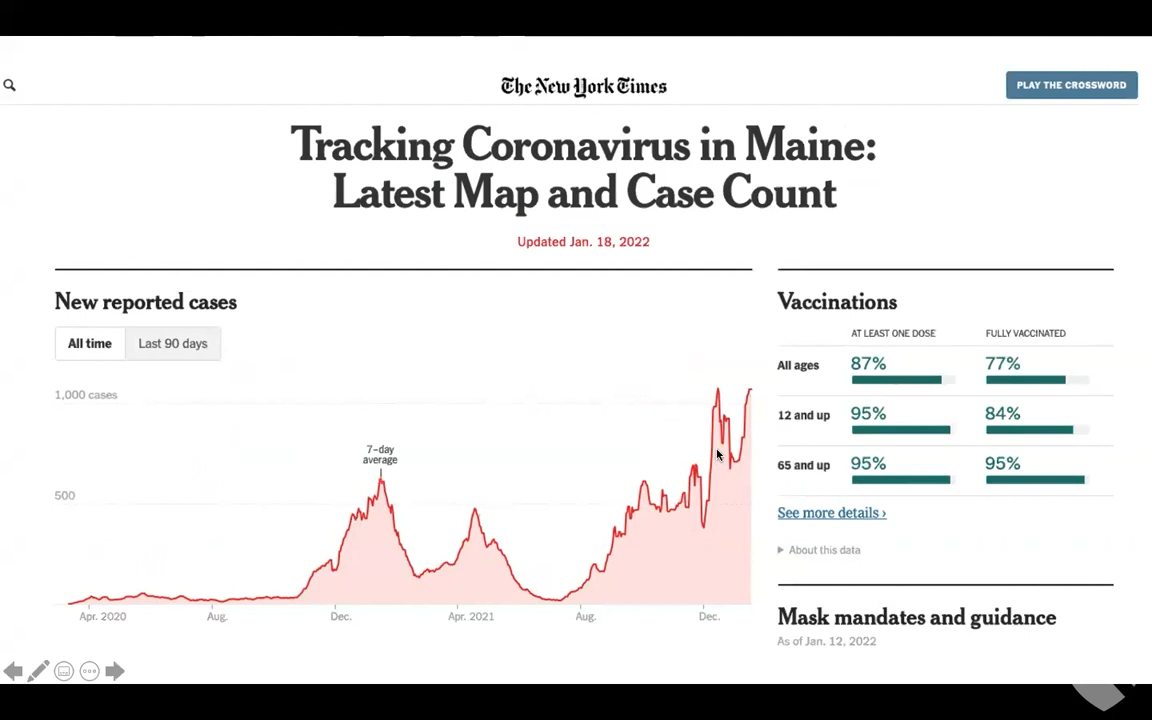 The New York Times
PLAY THE CROSSWORD
Tracking Coronavirus in Maine:
Latest Map and Case Count
Updated Jan. 18, 2022
New reported cases
All time
Last 90 days
1,000 cases
7–day
average
500
Apr. 2020
Aug.
Dec.
Apr. 2021
Aug.
Dec.
Vaccinations
AT LEAST ONE DOSE
FULLY VACCINATED
All ages
87%
77%
12 and up
95%
84%
65 and up
95%
95%
See more details ›
About this data
Mask mandates and guidance
As of Jan. 12, 2022